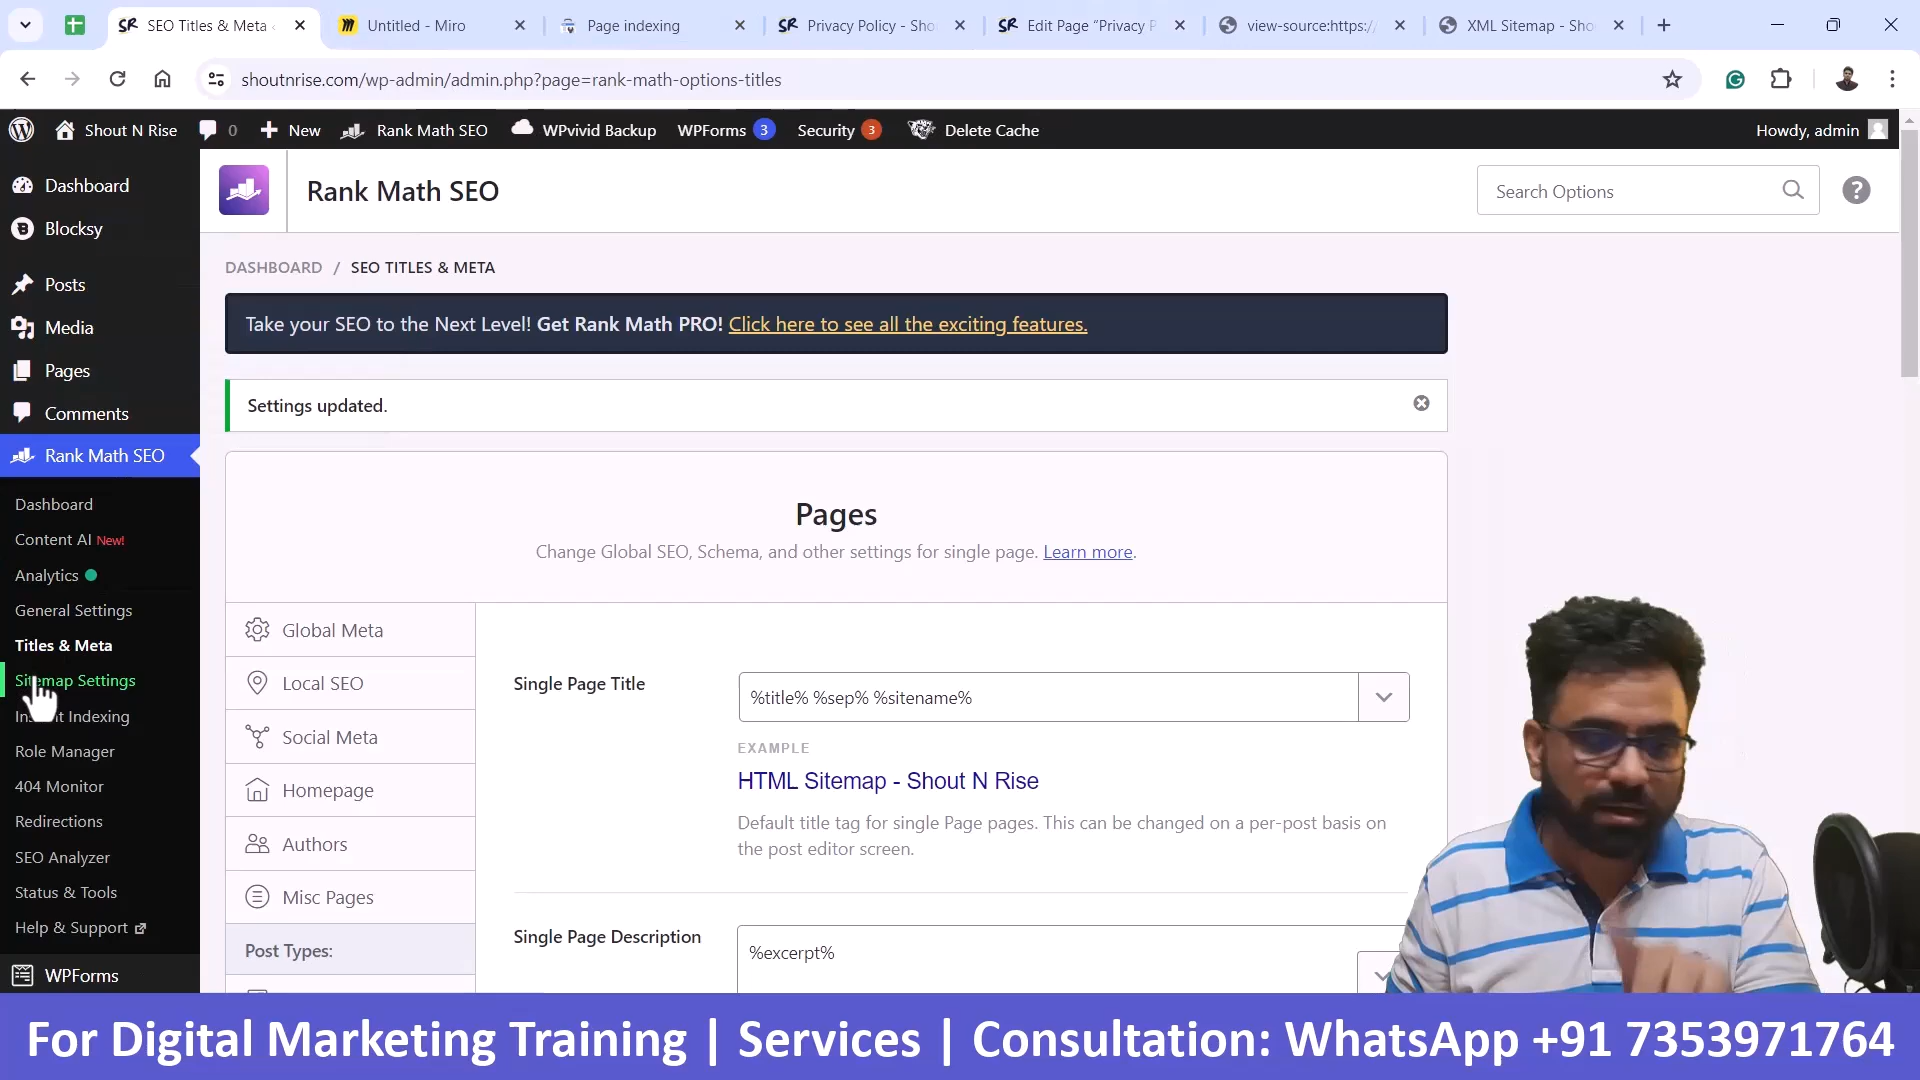 SEO Titles & Meta
Untitled - Miro
Page indexing
SR Privacy Policy - Sho
SR Edit Page “Privacy P
view-source:https:/
XML Sitemap - Sho
shoutnrise.com/wp-admin/admin.php?page=rank-math-options-titles
Shout N Rise
0
New
Rank Math SEO
WPvivid Backup
WPForms 3
Security 3
Delete Cache
Howdy, admin
Dashboard
Blocksy
Posts
Media
Pages
Comments
Rank Math SEO
Dashboard
Content AI New!
Analytics
General Settings
Titles & Meta
Sitemap Settings
Indexing
Role Manager
404 Monitor
Redirections
SEO Analyzer
Status & Tools
Help & Support
WPForms
Rank Math SEO
Search Options
DASHBOARD / SEO TITLES & META
Take your SEO to the Next Level! Get Rank Math PRO! Click here to see all the exciting features.
Settings updated.
Pages
Change Global SEO, Schema, and other settings for single page. Learn more.
Global Meta
Local SEO
Social Meta
Homepage
Authors
Misc Pages
Post Types:
Single Page Title
%title% %sep% %sitename%
EXAMPLE
HTML Sitemap - Shout N Rise
Default title tag for single Page pages. This can be changed on a per-post basis on
the post editor screen.
Single Page Description
%excerpt%
For Digital Marketing Training | Services | Consultation: WhatsApp +91 7353971764